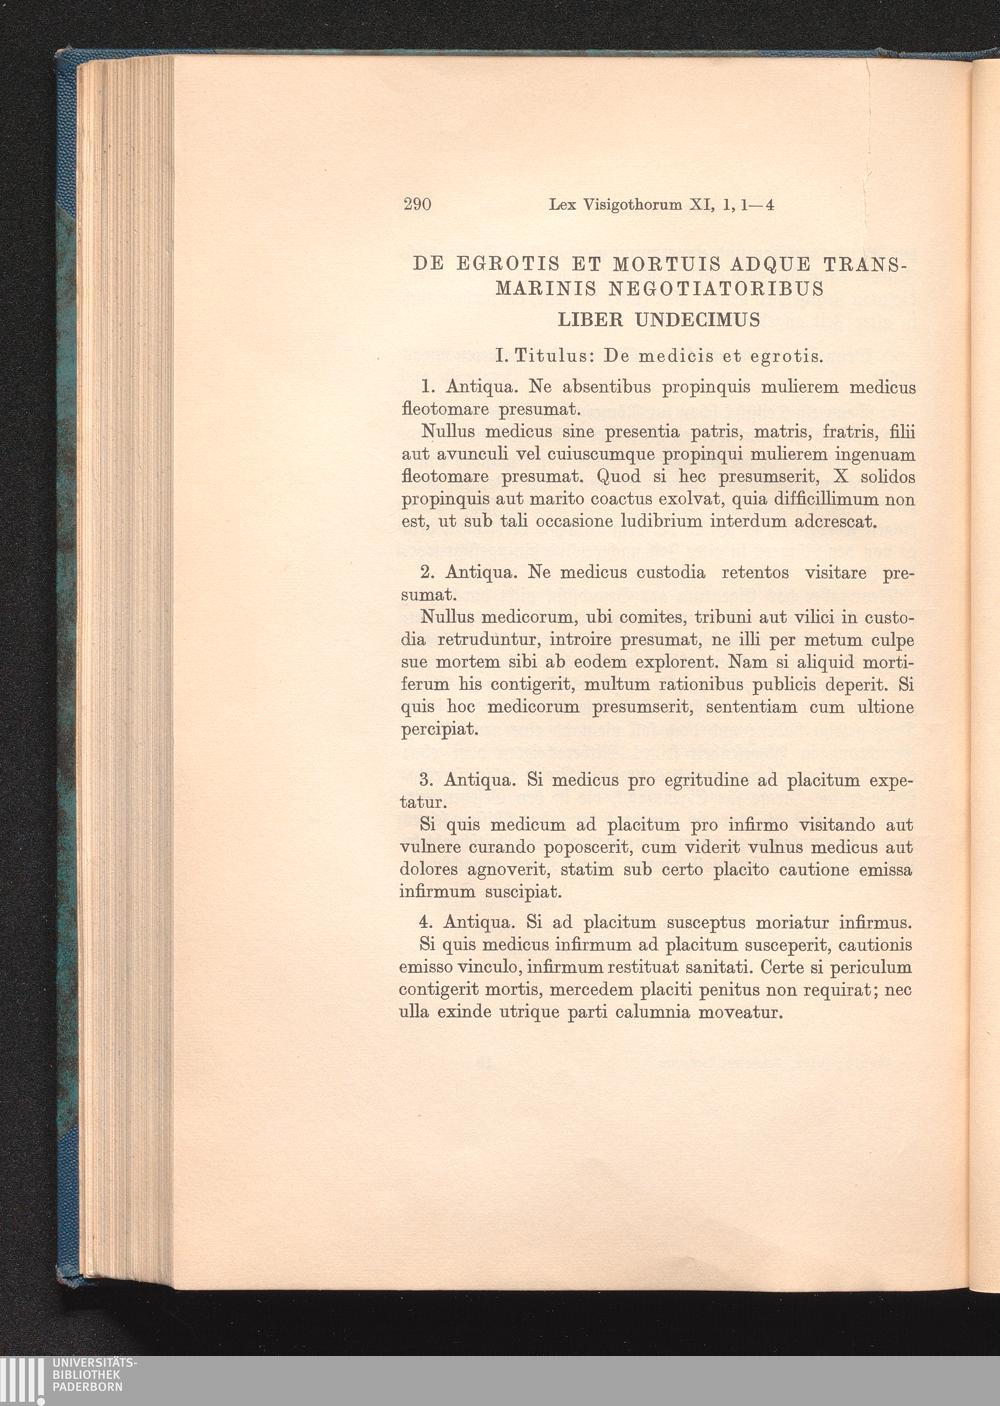 290 Lex Visigothorum XI, 1, 1—4
DE EGROTIS ET MORTUIS ADQUE TRANS-
MARINIS NEGOTIATORIBUS
LIBER UNDECIMUS
I. Titulus: De medicis et egrotis.
1. Antiqua. Ne absentibus propinquis mulierem medicus
fleotomare presumat.
Nullus medicus sine presentia patris, matris, fratris, filii
aut avunculi vel cuiuscumque propinqui mulierem ingenuam
fleotomare presumat. Quod si hec presumserit, X solidos
propinquis aut marito coactus exolvat, quia difficillimum non
est, ut sub tali occasione ludibrium interdum adcrescat.
2. Antiqua. Ne medicus custodia retentos visitare pre-
sumat.
Nullus medicorum, ubi comites, tribuni aut vilici in custo-
dia retruduntur, introire presumat, ne illi per metum culpe
sue mortem sibi ab eodem explorent. Nam si aliquid morti-
ferum his contigerit, multum rationibus publicis deperit. Si
quis hoc medicorum presumserit, sententiam cum ultione
percipiat.
3. Antiqua. Si medicus pro egritudine ad placitum expe-
tatur.
Si quis medicum ad placitum pro infirmo visitando aut
vulnere curando poposcerit, cum viderit vulnus medicus aut
dolores agnoverit, statim sub certo placito cautione emissa
infirmum suscipiat.
4. Antiqua. Si ad placitum susceptus moriatur infirmus.
Si quis medicus infirmum ad placitum susceperit, cautionis
emisso vinculo, infirmum restituat sanitati. Certe si periculum
contigerit mortis, mercedem placiti penitus non requirat; nec
ulla exinde utrique parti calumnia moveatur.
UNIVERSITÄTS-
BIBLIOTHEK
PADERBORN